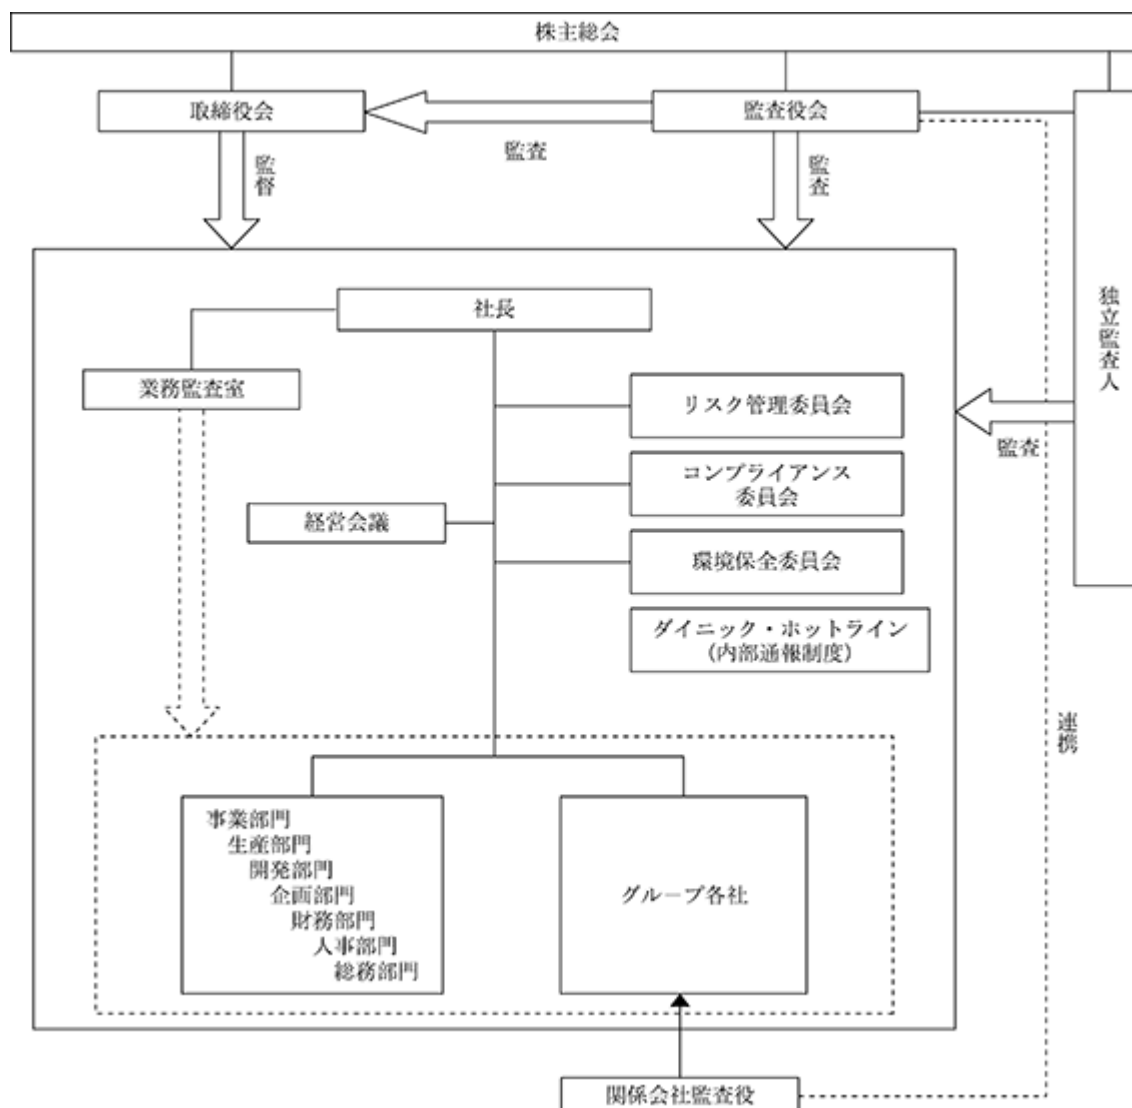 株主総会
取締役会
監査役会
監査
監督
監査
独立監査人
社長
業務監査室
リスク管理委員会
監査
コンプライアンス
委員会
経営会議
環境保全委員会
ダイニック・ホットライン
(内部通報制度)
連携
事業部門
生産部門
開発部門
企画部門
財務部門
人事部門
総務部門
グループ各社
関係会社監査役